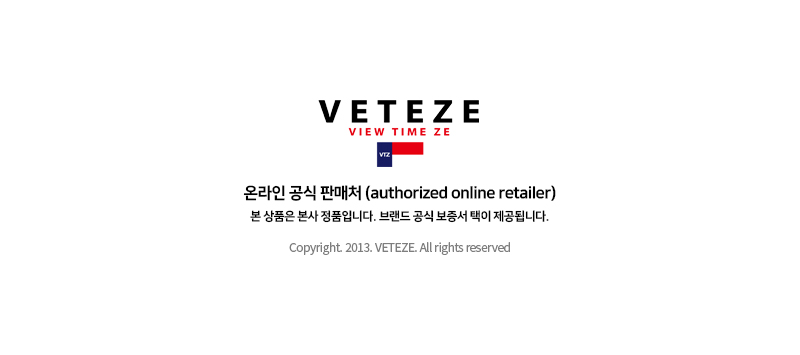 VETEZE
VIEW TIME ZE
VTZ
온라인 공식 판매처 (authorized online retailer)
본 상품은 본사 정품입니다. 브랜드 공식 보증서 택이 제공됩니다.
Copyright. 2013. VETEZE. All rights reserved